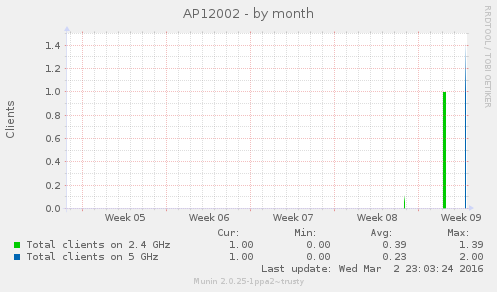 AP12002 - by month
RRDTOOL / TOBI OETIKER
Clients
1.4
1.2
1.0
0.8
0.6
0.4
0.2
0.0
Week 05 Week 06 Week 07 Week 08 Week 09
Cur: Min: Avg: Max:
Total clients on 2.4 GHz 1.00 0.00 0.39 1.39
Total clients on 5 GHz 1.00 0.00 0.23 2.00
Last update: Wed Mar 2 23:03:24 2016
Munin 2.0.25-1ppa2~trusty